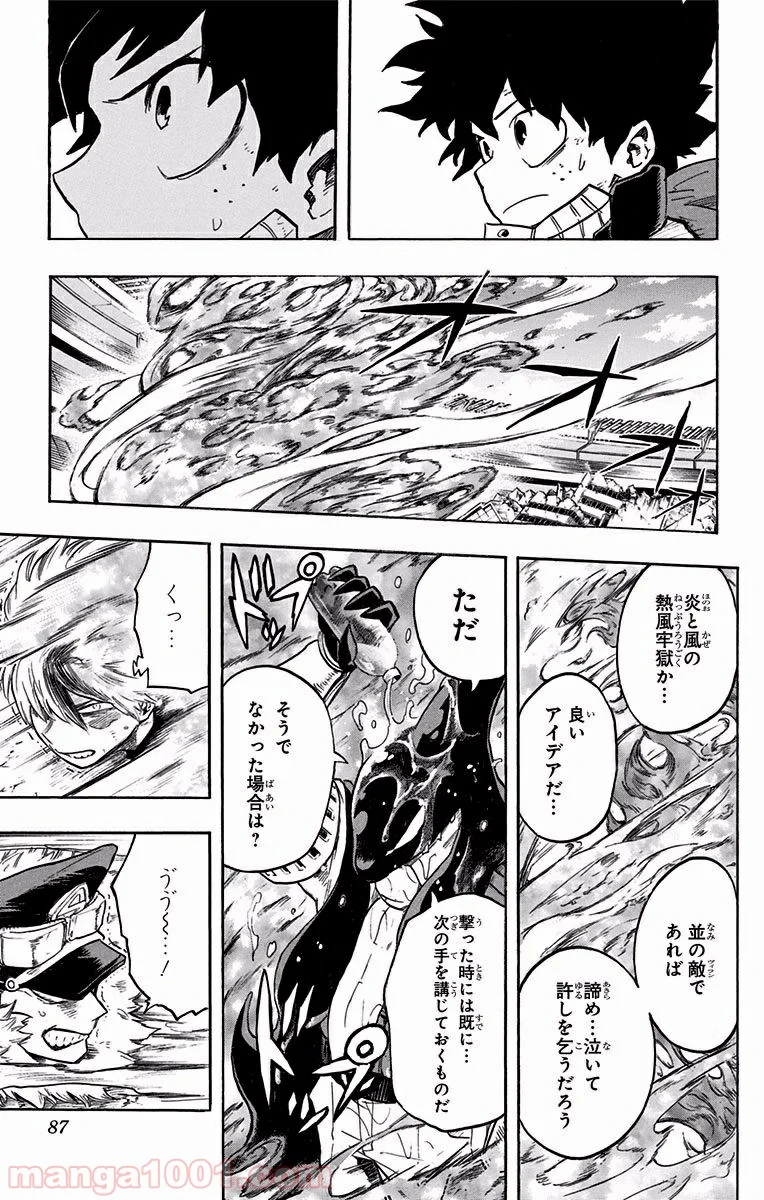 炎と風の
熱風牢獄か…
良い
アイデアだ…
並の敵で
あれば
諦め…泣いて
許しを乞うだろう
ただ
そうで
なかった場合は?
撃った時には既に…
次の手を講じておくものだ
くっ…
ゔゔ〜…
87
manga1001.com